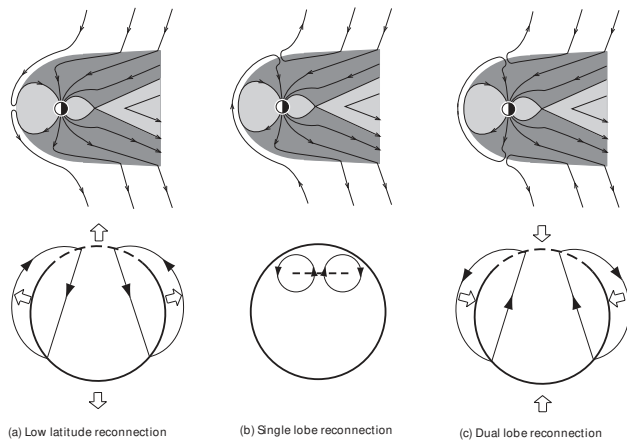 (a) Low latitude reconnection
(b) Single lobe reconnection
(c) Dual lobe reconnection